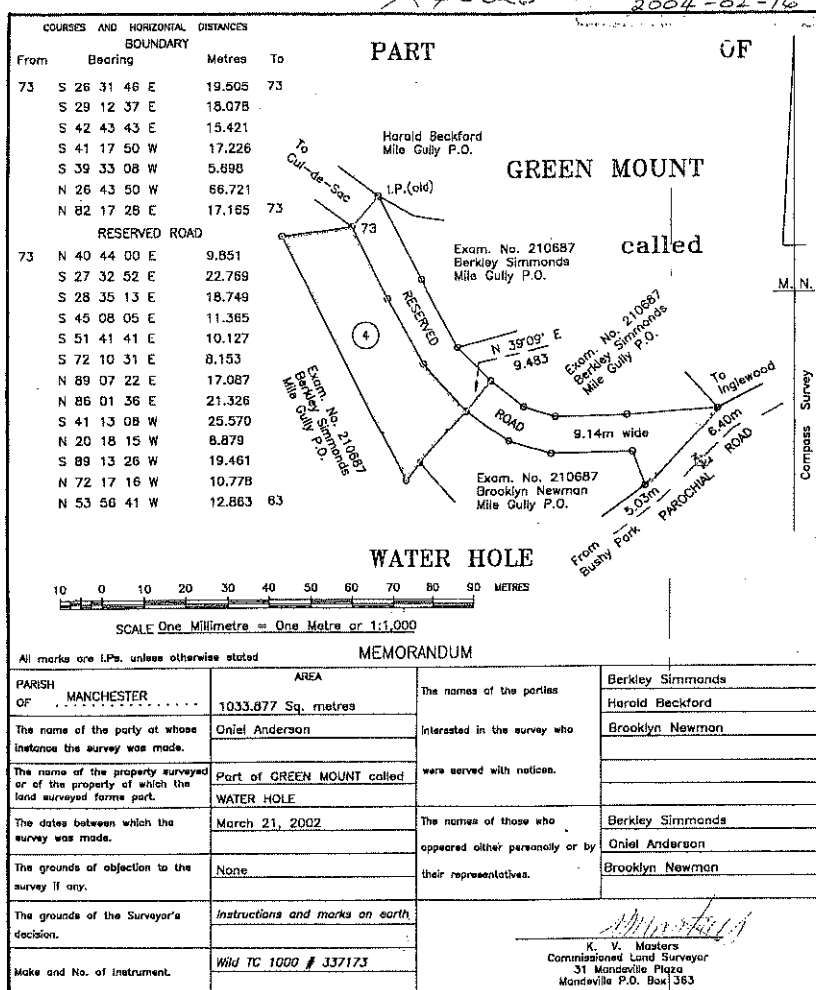 2004-02-16
COURSES AND HORIZONTAL DISTANCES
BOUNDARY
From Bearing Metres To
73 S 26 31 46 E 19.505 73
S 29 12 37 E 18.078
S 42 43 43 E 15.421
S 41 17 50 W 17.226
S 39 33 08 W 5.698
N 26 43 50 W 66.721
N 82 17 28 E 17.165 73
RESERVED ROAD
73 N 40 44 00 E 9.851
S 27 32 52 E 22.769
S 28 35 13 E 18.749
S 45 08 05 E 11.365
S 51 41 41 E 10.127
S 72 10 31 E 8.153
N 89 07 22 E 17.087
N 86 01 36 E 21.326
S 41 13 08 W 25.570
N 20 18 15 W 8.879
S 89 13 26 W 19.461
N 72 17 16 W 10.778
N 53 56 41 W 12.863 63
PART OF
GREEN MOUNT
called
WATER HOLE
To
Cul-de-Sac
Harold Beckford
Mile Gully P.O.
I.P.(old)
73
Exam. No. 210687
Berkley Simmonds
Mile Gully P.O.
M. N.
RESERVED
ROAD
4
N 39°09' E
9.483
Exam. No. 210687
Berkley Simmonds
Mile Gully P.O.
To
Inglewood
Exam. No. 210687
Berkley Simmonds
Mile Gully P.O.
9.14m wide
6.40m
5.03m
PAROCHIAL ROAD
From
Bushy Park
Compass Survey
Exam. No. 210687
Brooklyn Newman
Mile Gully P.O.
10 0 10 20 30 40 50 60 70 80 90 METRES
SCALE One Millimetre = One Metre or 1:1,000
All marks are I.Ps. unless otherwise stated
MEMORANDUM
PARISH
OF MANCHESTER
AREA
1033.877 Sq. metres
The name of the party at whose
instance the survey was made.
Oniel Anderson
The name of the property surveyed
or of the property of which the
land surveyed forms part.
Part of GREEN MOUNT called
WATER HOLE
The dates between which the
survey was made.
March 21, 2002
The grounds of objection to the
survey if any.
None
The grounds of the Surveyor's
decision.
Instructions and marks on earth
Make and No. of Instrument.
Wild TC 1000 # 337173
The names of the parties
interested in the survey who
were served with notices.
Berkley Simmonds
Harold Beckford
Brooklyn Newman
The names of those who
appeared either personally or by
their representatives.
Berkley Simmonds
Oniel Anderson
Brooklyn Newman
K. V. Masters
Commissioned Land Surveyor
31 Mandeville Plaza
Mandeville P.O. Box 363